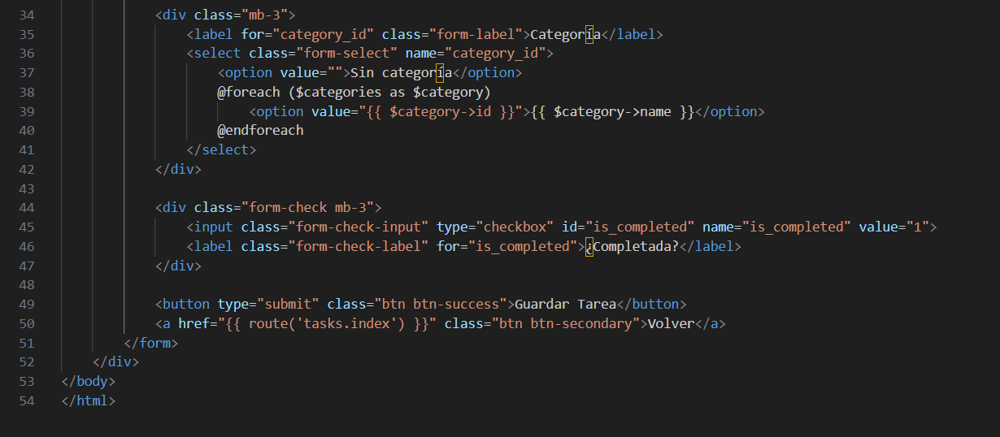 34 <div class="mb-3">
35 <label for="category_id" class="form-label">Categoría</label>
36 <select class="form-select" name="category_id">
37 <option value="">Sin categoría</option>
38 @foreach ($categories as $category)
39 <option value="{{ $category->id }}">{{ $category->name }}</option>
40 @endforeach
41 </select>
42 </div>
43
44 <div class="form-check mb-3">
45 <input class="form-check-input" type="checkbox" id="is_completed" name="is_completed" value="1">
46 <label class="form-check-label" for="is_completed">¿Completada?</label>
47 </div>
48
49 <button type="submit" class="btn btn-success">Guardar Tarea</button>
50 <a href="{{ route('tasks.index') }}" class="btn btn-secondary">Volver</a>
51 </form>
52 </div>
53 </body>
54 </html>